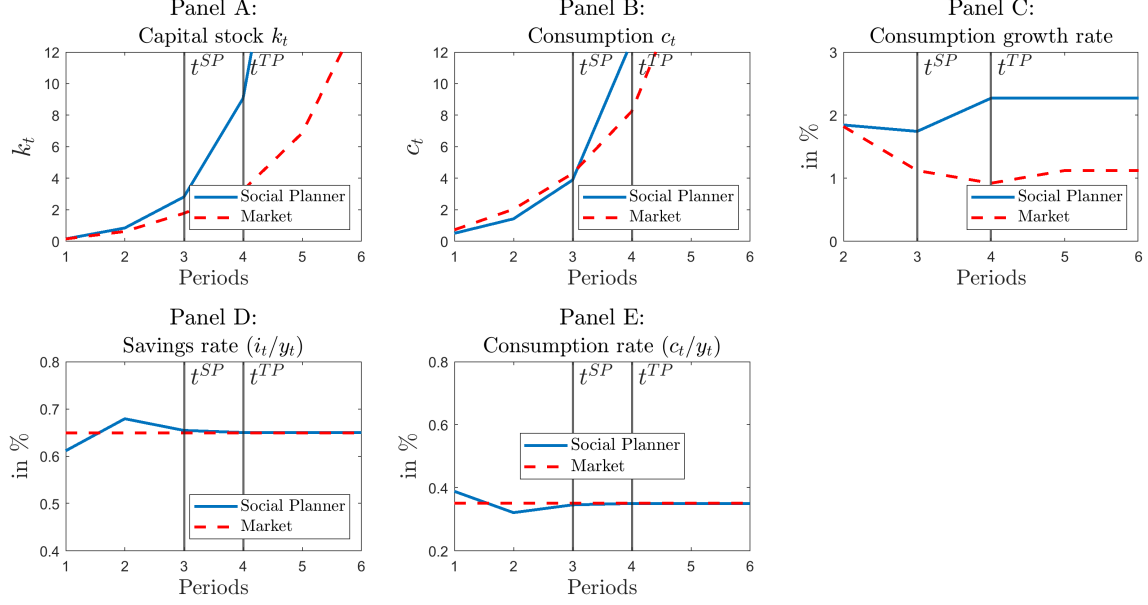 Panel A:
Capital stock k_t
12
10
8
6
4
2
0
k_t
t^{SP}
t^{TP}
Social Planner
Market
1 2 3 4 5 6
Periods
Panel B:
Consumption c_t
12
10
8
6
4
2
0
c_t
t^{SP}
t^{TP}
Social Planner
Market
1 2 3 4 5 6
Periods
Panel C:
Consumption growth rate
3
2
1
0
in %
t^{SP}
t^{TP}
Social Planner
Market
2 3 4 5 6
Periods
Panel D:
Savings rate (i_t/y_t)
0.8
0.7
0.6
0.5
0.4
in %
t^{SP}
t^{TP}
Social Planner
Market
1 2 3 4 5 6
Periods
Panel E:
Consumption rate (c_t/y_t)
0.8
0.6
0.4
0.2
in %
t^{SP}
t^{TP}
Social Planner
Market
1 2 3 4 5 6
Periods